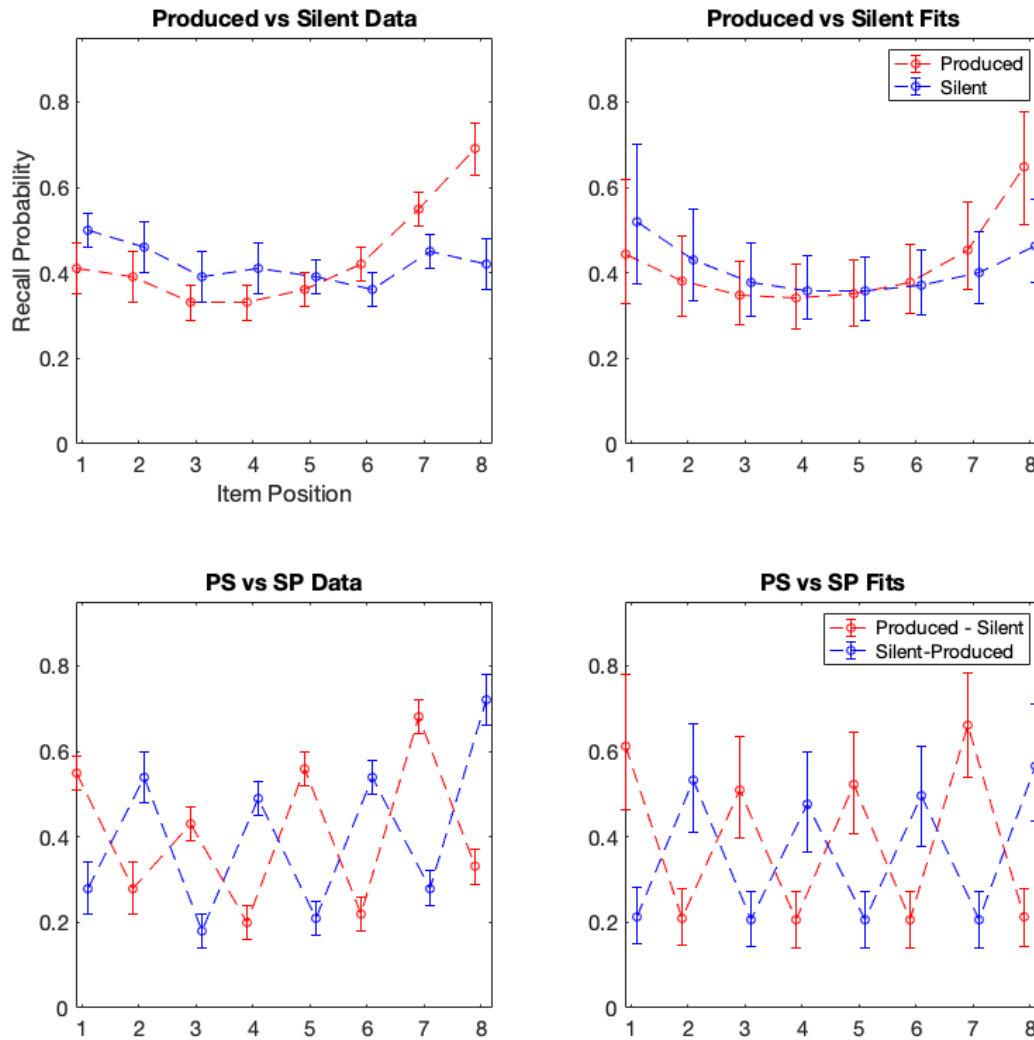 Produced vs Silent Data
Recall Probability
0.8
0.6
0.4
0.2
0
1 2 3 4 5 6 7 8
Item Position
Produced vs Silent Fits
Produced
Silent
0.8
0.6
0.4
0.2
0
1 2 3 4 5 6 7 8
PS vs SP Data
0.8
0.6
0.4
0.2
0
1 2 3 4 5 6 7 8
PS vs SP Fits
Produced - Silent
Silent-Produced
0.8
0.6
0.4
0.2
0
1 2 3 4 5 6 7 8